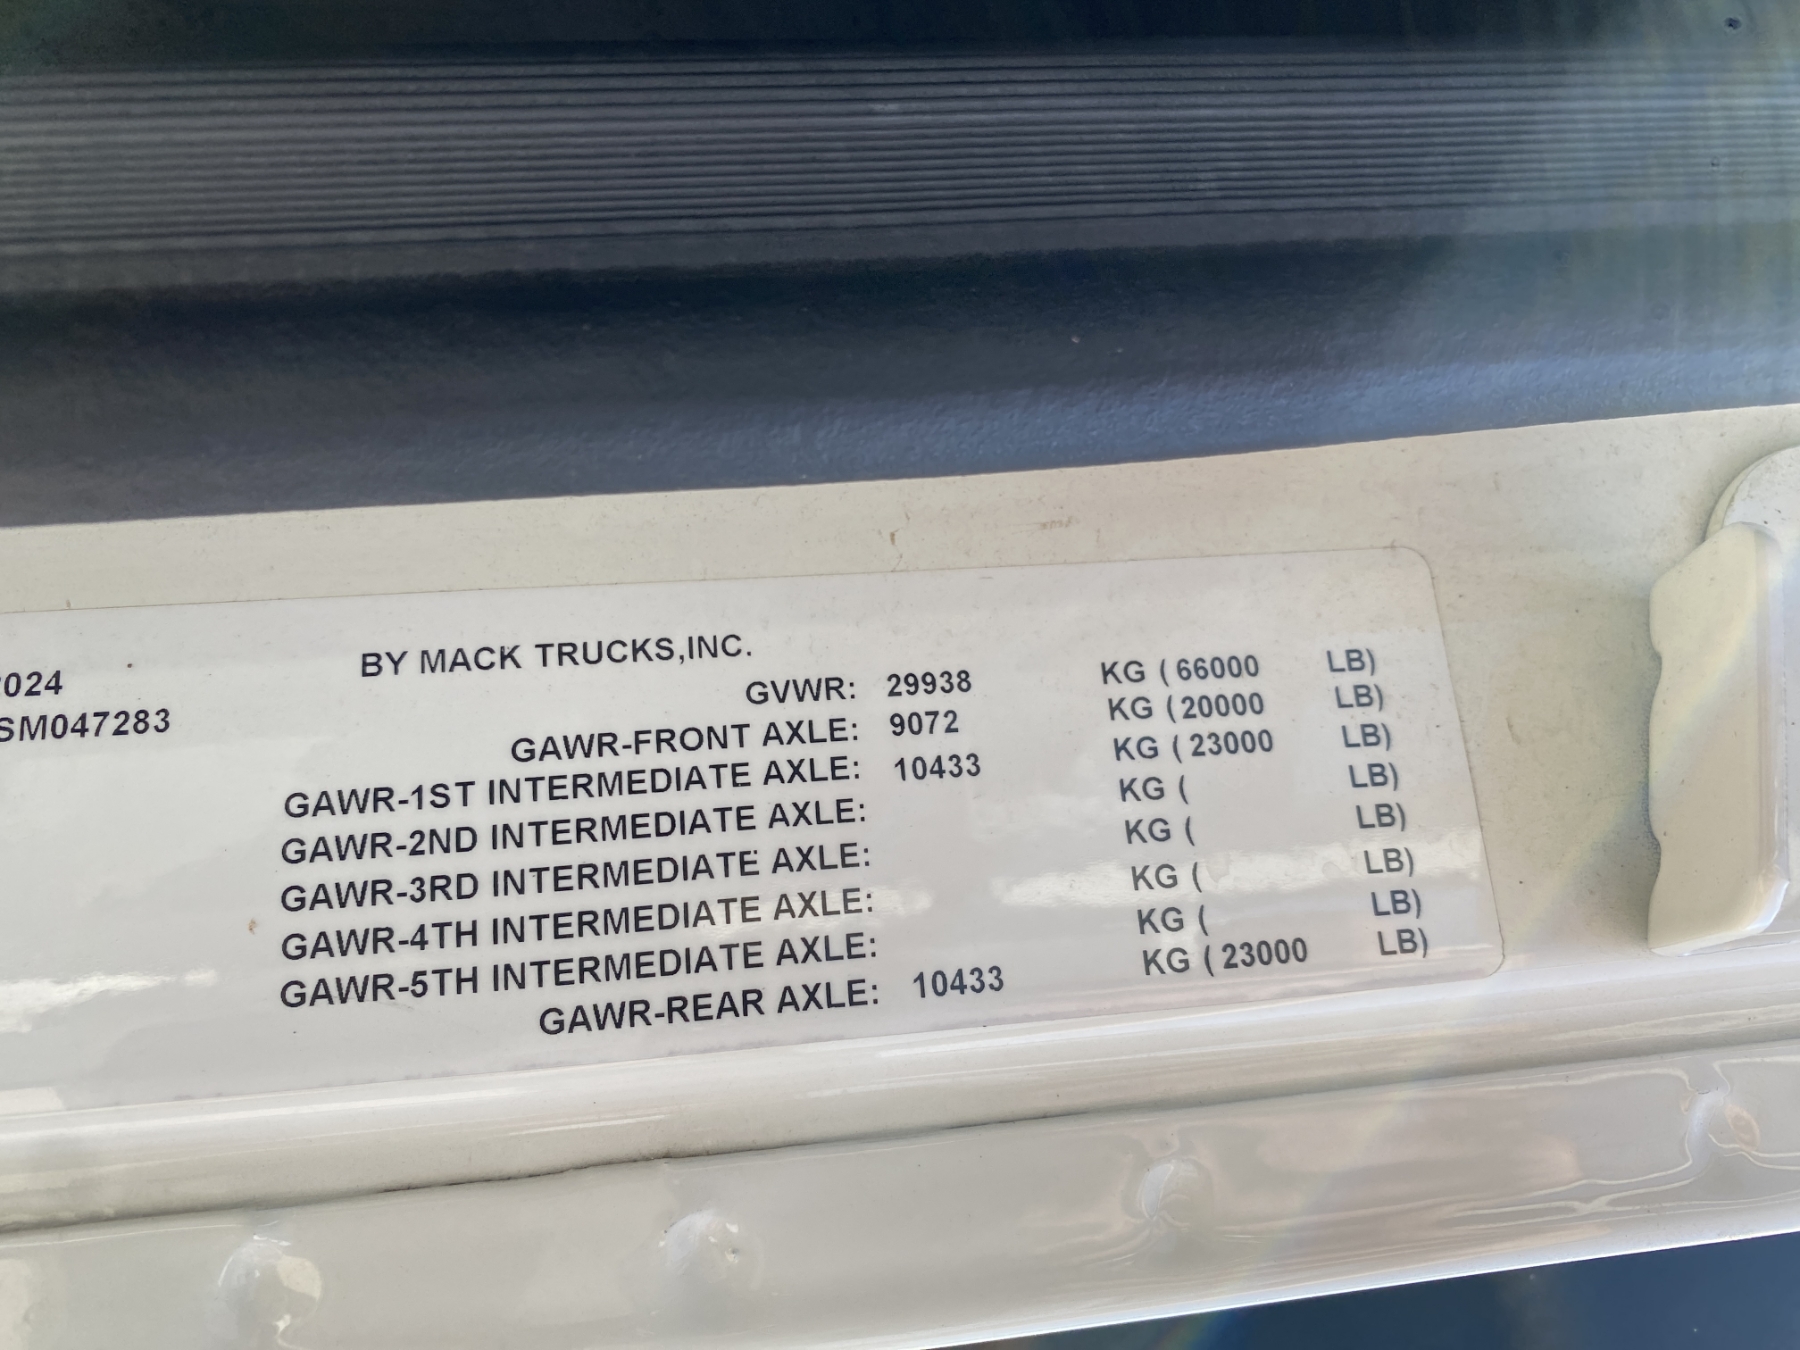 BY MACK TRUCKS,INC.
2024 GVWR: 29938 KG ( 66000 LB)
SM047283 GAWR-FRONT AXLE: 9072 KG ( 20000 LB)
GAWR-1ST INTERMEDIATE AXLE: 10433 KG ( 23000 LB)
GAWR-2ND INTERMEDIATE AXLE: KG ( LB)
GAWR-3RD INTERMEDIATE AXLE: KG ( LB)
GAWR-4TH INTERMEDIATE AXLE: KG ( LB)
GAWR-5TH INTERMEDIATE AXLE: KG ( LB)
GAWR-REAR AXLE: 10433 KG ( 23000 LB)